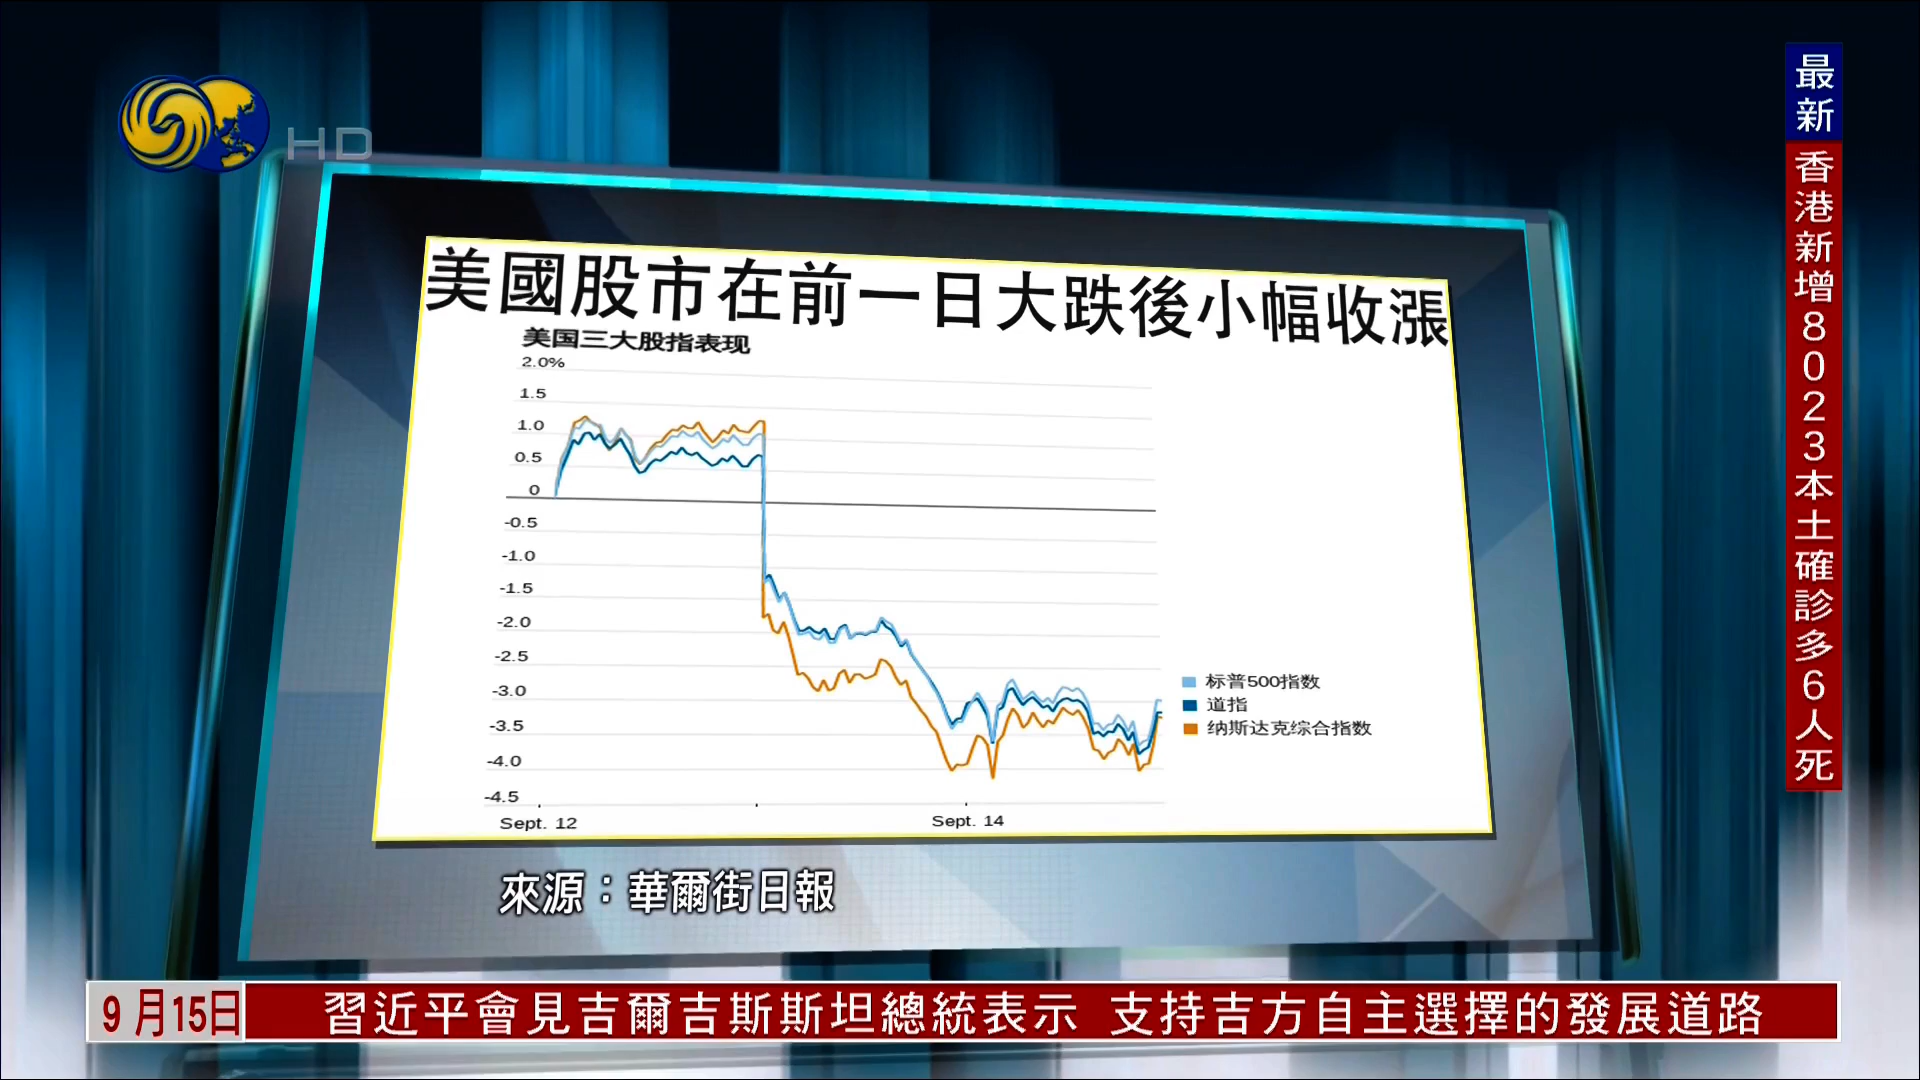 HD
美國股市在前一日大跌後小幅收漲
美国三大股指表现
2.0%
1.5
1.0
0.5
0
-0.5
-1.0
-1.5
-2.0
-2.5
-3.0
-3.5
-4.0
-4.5
Sept. 12
Sept. 14
标普500指数
道指
纳斯达克综合指数
來源：華爾街日報
最新
香港新增8023本土確診多6人死
9月15日
習近平會見吉爾吉斯斯坦總統表示 支持吉方自主選擇的發展道路